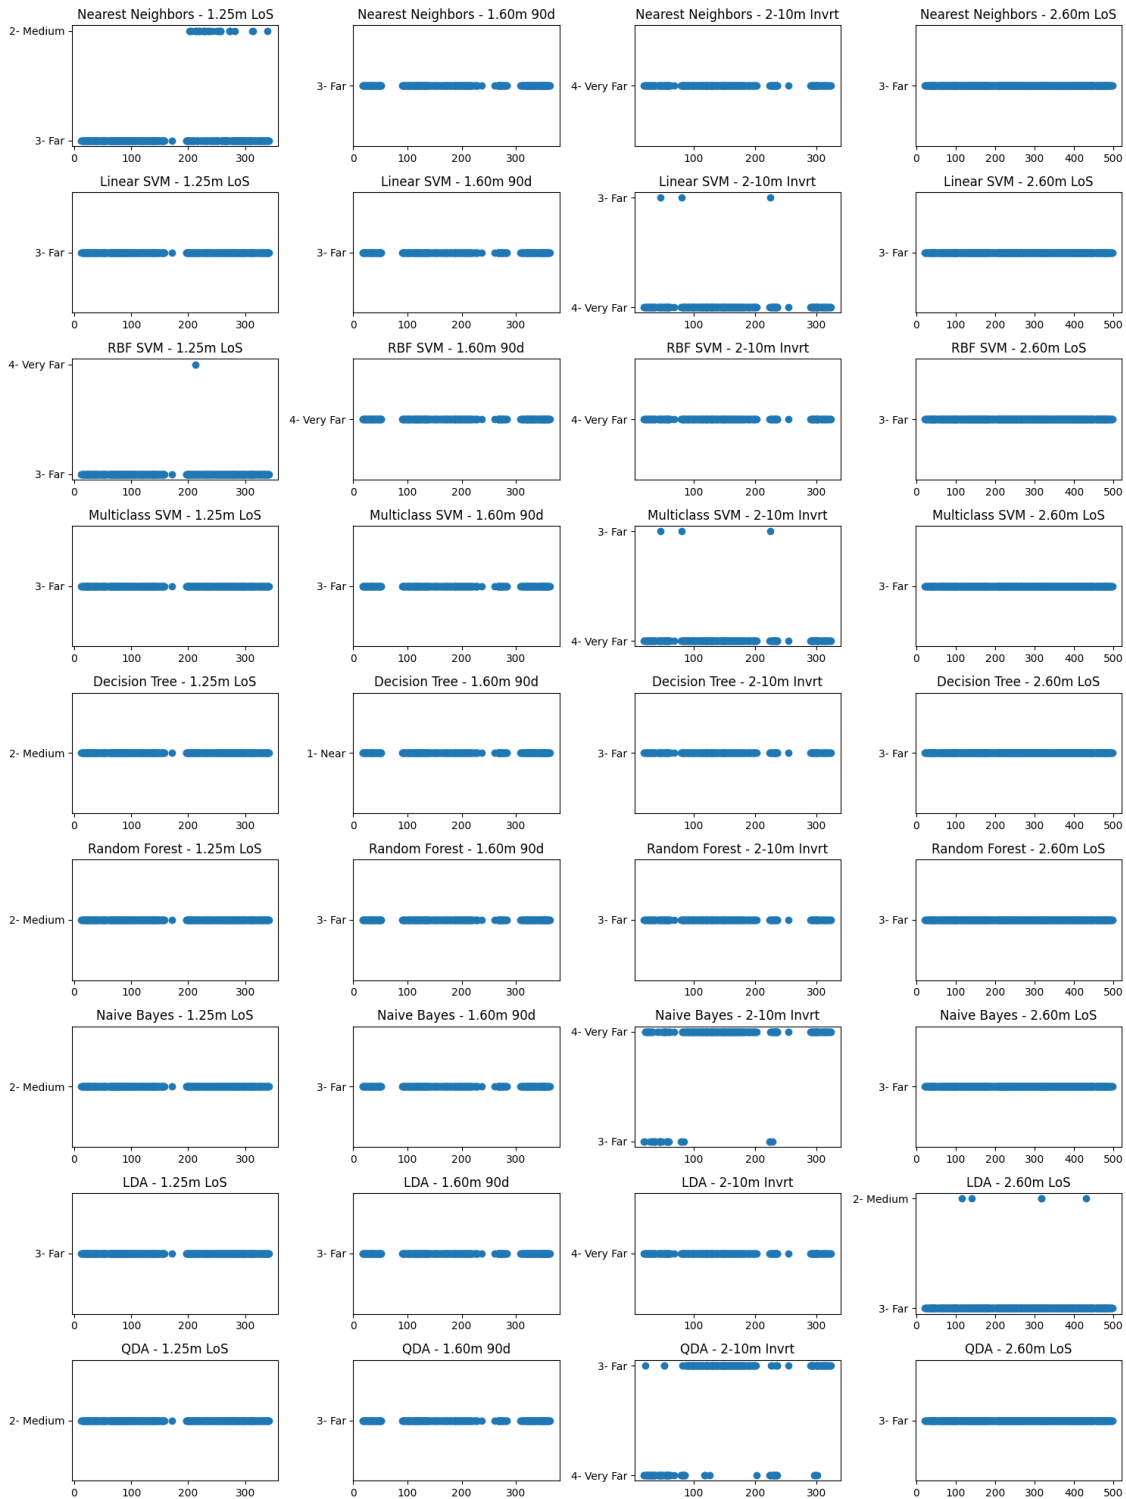 Nearest Neighbors - 1.25m LoS Nearest Neighbors - 1.60m 90d Nearest Neighbors - 2-10m Invrt Nearest Neighbors - 2.60m LoS
2- Medium
3- Far 4- Very Far 3- Far
3- Far
0 100 200 300 0 100 200 300 100 200 300 0 100 200 300 400 500
Linear SVM - 1.25m LoS Linear SVM - 1.60m 90d Linear SVM - 2-10m Invrt Linear SVM - 2.60m LoS
3- Far
3- Far 3- Far 3- Far
4- Very Far
0 100 200 300 0 100 200 300 100 200 300 0 100 200 300 400 500
RBF SVM - 1.25m LoS RBF SVM - 1.60m 90d RBF SVM - 2-10m Invrt RBF SVM - 2.60m LoS
4- Very Far
4- Very Far 4- Very Far 3- Far
3- Far
0 100 200 300 0 100 200 300 100 200 300 0 100 200 300 400 500
Multiclass SVM - 1.25m LoS Multiclass SVM - 1.60m 90d Multiclass SVM - 2-10m Invrt Multiclass SVM - 2.60m LoS
3- Far
3- Far 3- Far 3- Far
4- Very Far
0 100 200 300 0 100 200 300 100 200 300 0 100 200 300 400 500
Decision Tree - 1.25m LoS Decision Tree - 1.60m 90d Decision Tree - 2-10m Invrt Decision Tree - 2.60m LoS
2- Medium 1- Near 3- Far 3- Far
0 100 200 300 0 100 200 300 100 200 300 0 100 200 300 400 500
Random Forest - 1.25m LoS Random Forest - 1.60m 90d Random Forest - 2-10m Invrt Random Forest - 2.60m LoS
2- Medium 3- Far 3- Far 3- Far
0 100 200 300 0 100 200 300 100 200 300 0 100 200 300 400 500
Naive Bayes - 1.25m LoS Naive Bayes - 1.60m 90d Naive Bayes - 2-10m Invrt Naive Bayes - 2.60m LoS
4- Very Far
2- Medium 3- Far 3- Far
3- Far
0 100 200 300 0 100 200 300 100 200 300 0 100 200 300 400 500
LDA - 1.25m LoS LDA - 1.60m 90d LDA - 2-10m Invrt LDA - 2.60m LoS
2- Medium
3- Far 3- Far 4- Very Far
3- Far
0 100 200 300 0 100 200 300 100 200 300 0 100 200 300 400 500
QDA - 1.25m LoS QDA - 1.60m 90d QDA - 2-10m Invrt QDA - 2.60m LoS
3- Far
2- Medium 3- Far 3- Far
4- Very Far
0 100 200 300 0 100 200 300 100 200 300 0 100 200 300 400 500